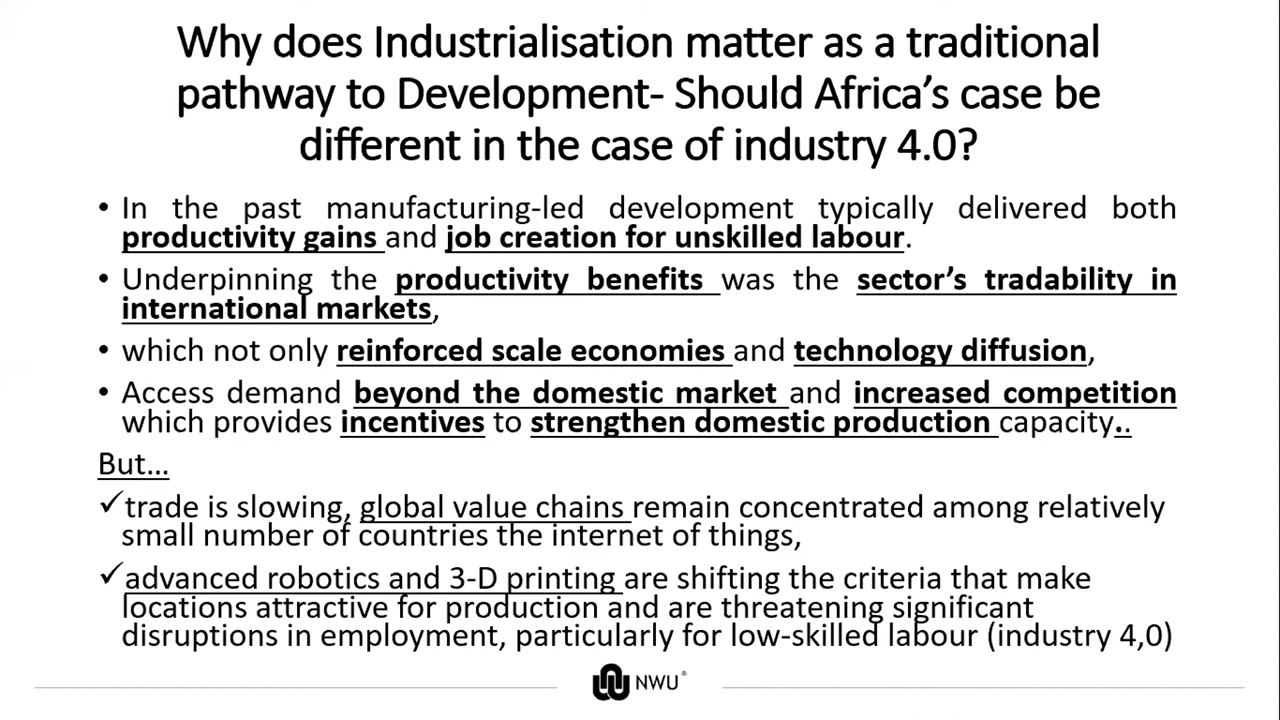 Why does Industrialisation matter as a traditional
pathway to Development- Should Africa's case be
different in the case of industry 4.0?
• In the past manufacturing-led development typically delivered both
productivity gains and job creation for unskilled labour.
• Underpinning the productivity benefits was the sector's tradability in
international markets,
• which not only reinforced scale economies and technology diffusion,
• Access demand beyond the domestic market and increased competition
which provides incentives to strengthen domestic production capacity..
But...
✓trade is slowing, global value chains remain concentrated among relatively
small number of countries the internet of things,
✓advanced robotics and 3-D printing are shifting the criteria that make
locations attractive for production and are threatening significant
disruptions in employment, particularly for low-skilled labour (industry 4,0)
NWU®